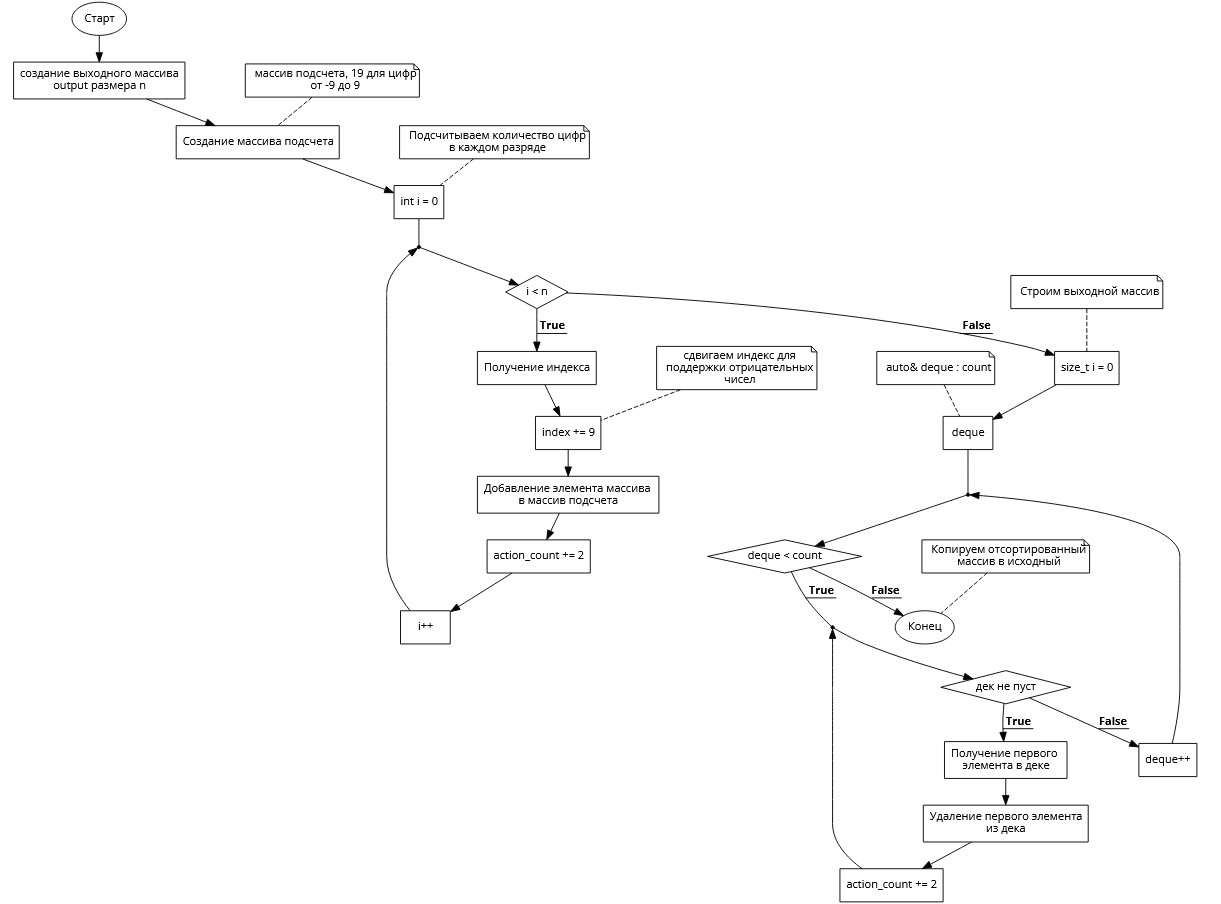 Старт
создание выходного массива
output размера n
массив подсчета, 19 для цифр
от -9 до 9
Создание массива подсчета
Подсчитываем количество цифр
в каждом разряде
int i = 0
i < n
True
False
Строим выходной массив
size_t i = 0
Получение индекса
сдвигаем индекс для
поддержки отрицательных
чисел
auto& deque : count
index += 9
deque
Добавление элемента массива
в массив подсчета
action_count += 2
i++
deque < count
Копируем отсортированный
массив в исходный
True
False
Конец
дек не пуст
True
False
Получение первого
элемента в деке
deque++
Удаление первого элемента
из дека
action_count += 2